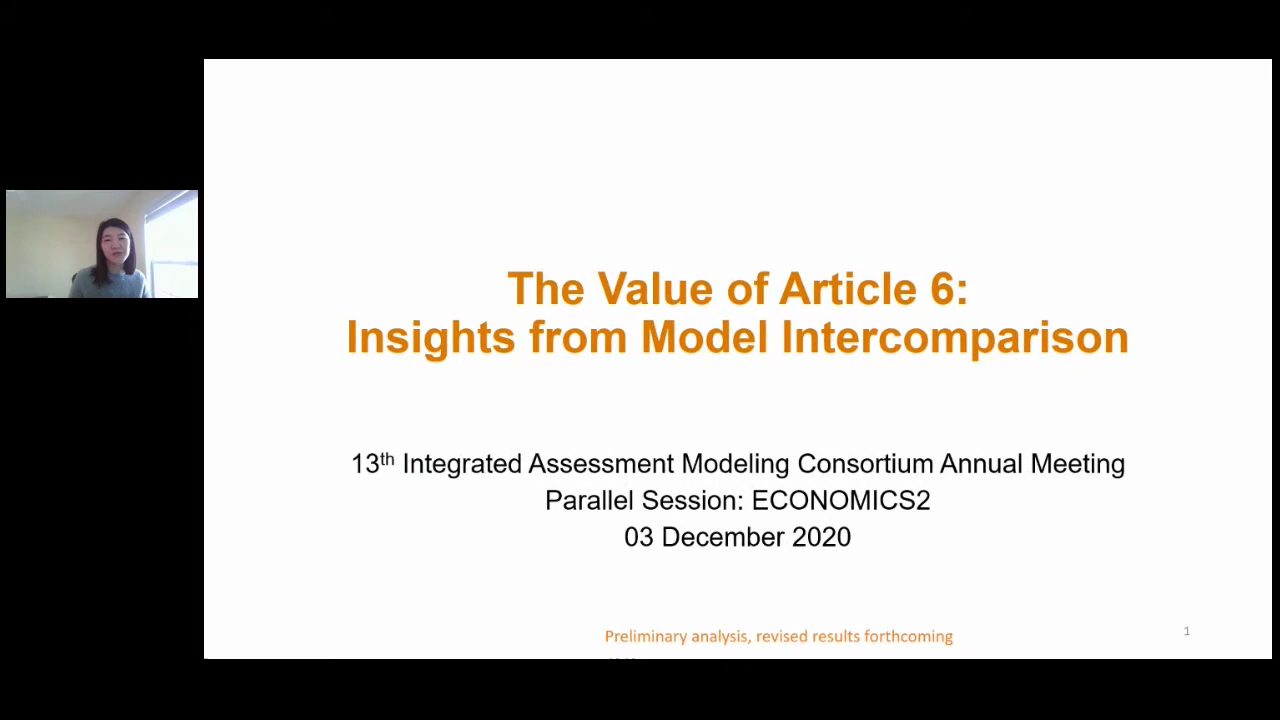 The Value of Article 6:
Insights from Model Intercomparison
13th Integrated Assessment Modeling Consortium Annual Meeting
Parallel Session: ECONOMICS2
03 December 2020
Preliminary analysis, revised results forthcoming
1